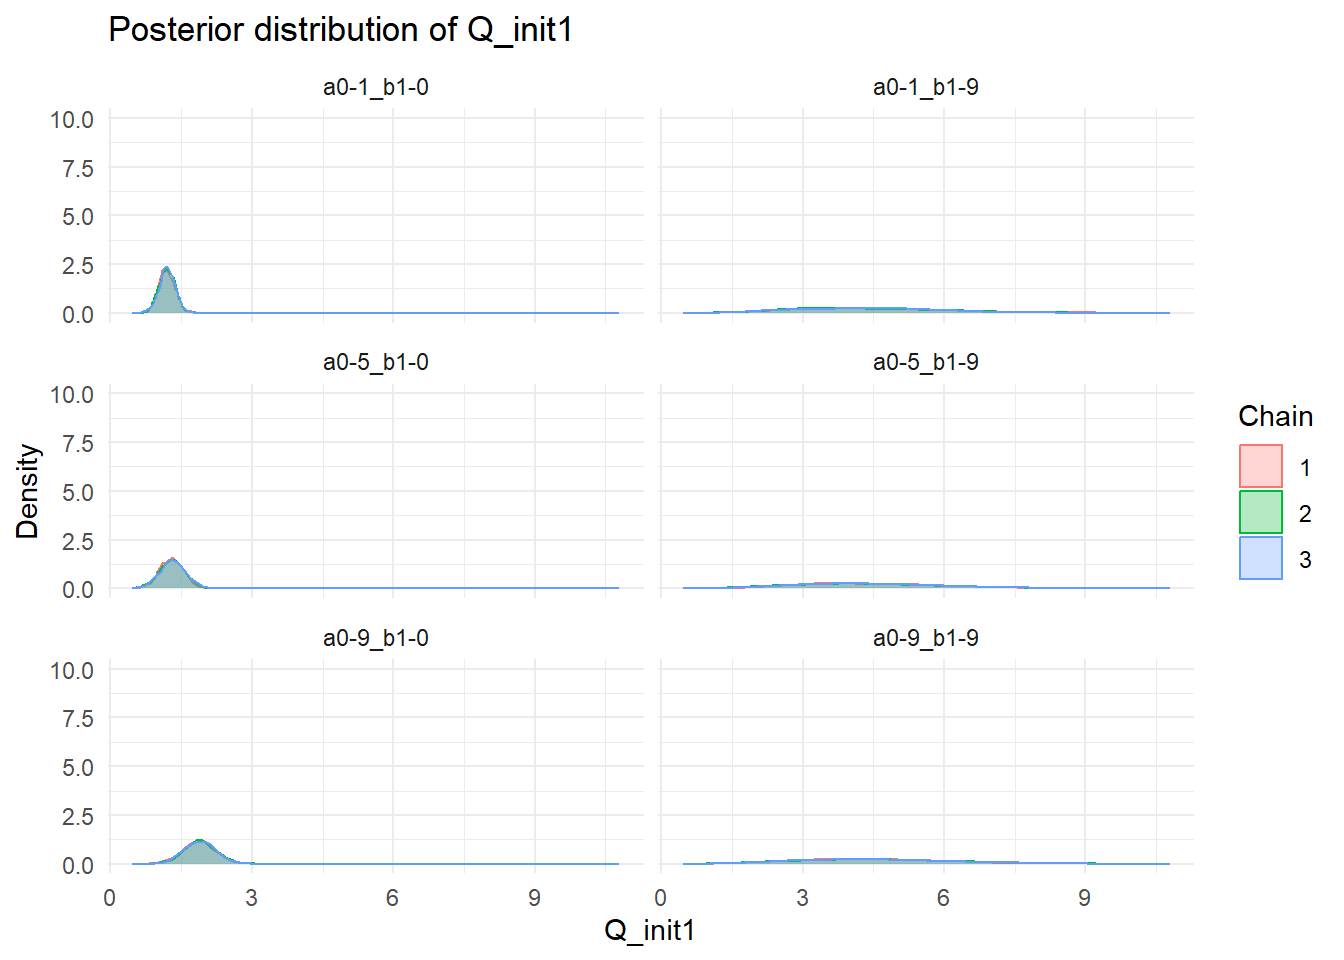 Posterior distribution of Q_init1
a0-1_b1-0 a0-1_b1-9
10.0
7.5
5.0
2.5
0.0
a0-5_b1-0 a0-5_b1-9
10.0
7.5
5.0
2.5
0.0
a0-9_b1-0 a0-9_b1-9
10.0
7.5
5.0
2.5
0.0
0 3 6 9 0 3 6 9
Q_init1
Density
Chain
1
2
3